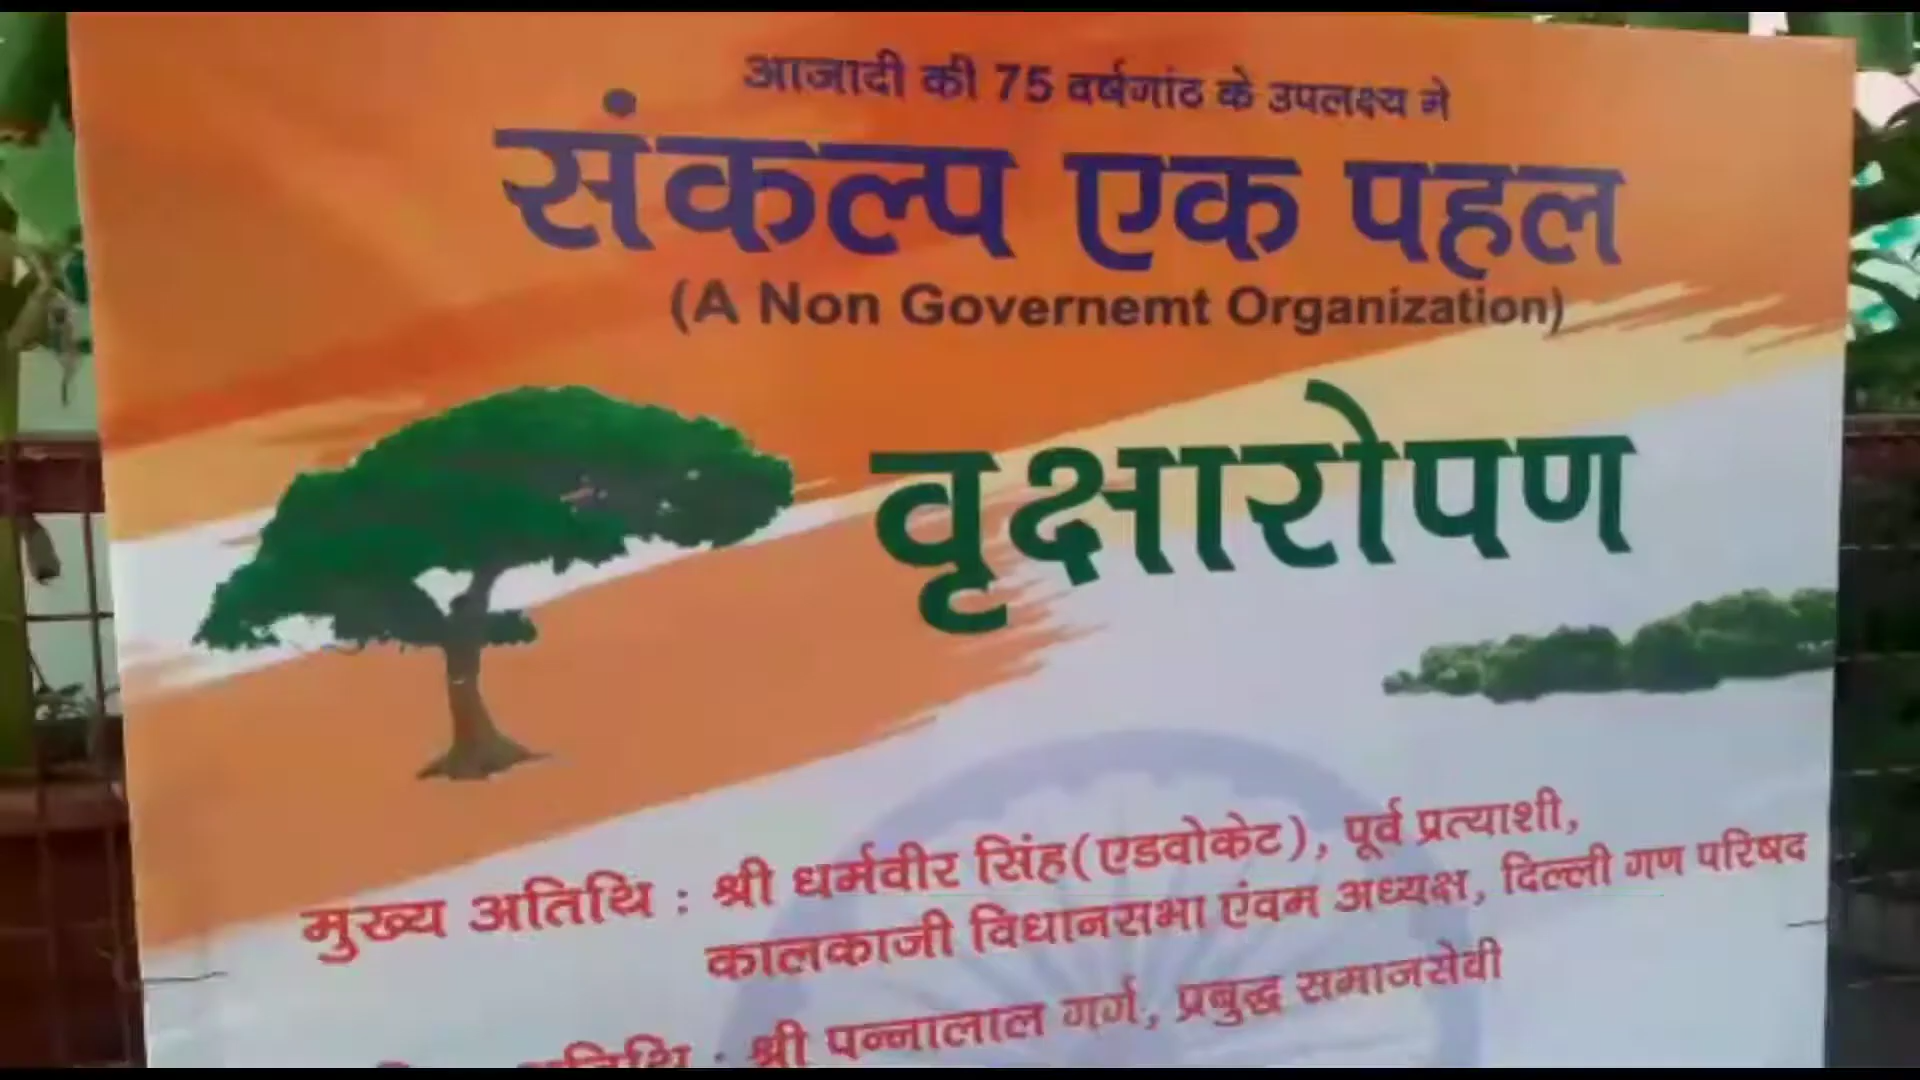 आजादी की 75 वर्षगांठ के उपलक्ष्य मे
संकल्प एक पहल
(A Non Governemt Organization)
वृक्षारोपण
मुख्य अतिथि : श्री धर्मवीर सिंह(एडवोकेट), पूर्व प्रत्याशी,
कालकाजी विधानसभा एंवम अध्यक्ष, दिल्ली गण परिषद
अतिथि : श्री पन्नालाल गर्ग, प्रबुद्ध समाजसेवी